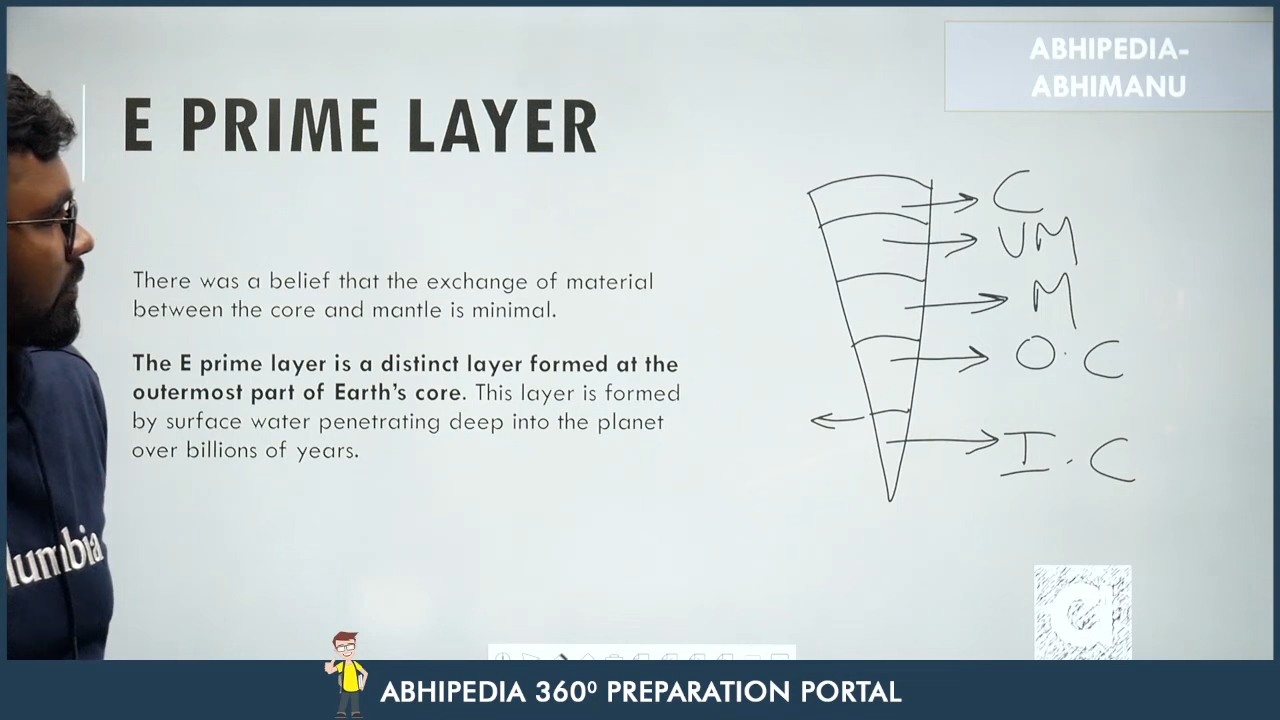 ABHIPEDIA-
ABHIMANU
E PRIME LAYER
There was a belief that the exchange of material
between the core and mantle is minimal.
The E prime layer is a distinct layer formed at the
outermost part of Earth's core. This layer is formed
by surface water penetrating deep into the planet
over billions of years.
C
UM
M
O.C
I.C
lumbia
a
ABHIPEDIA 360⁰ PREPARATION PORTAL